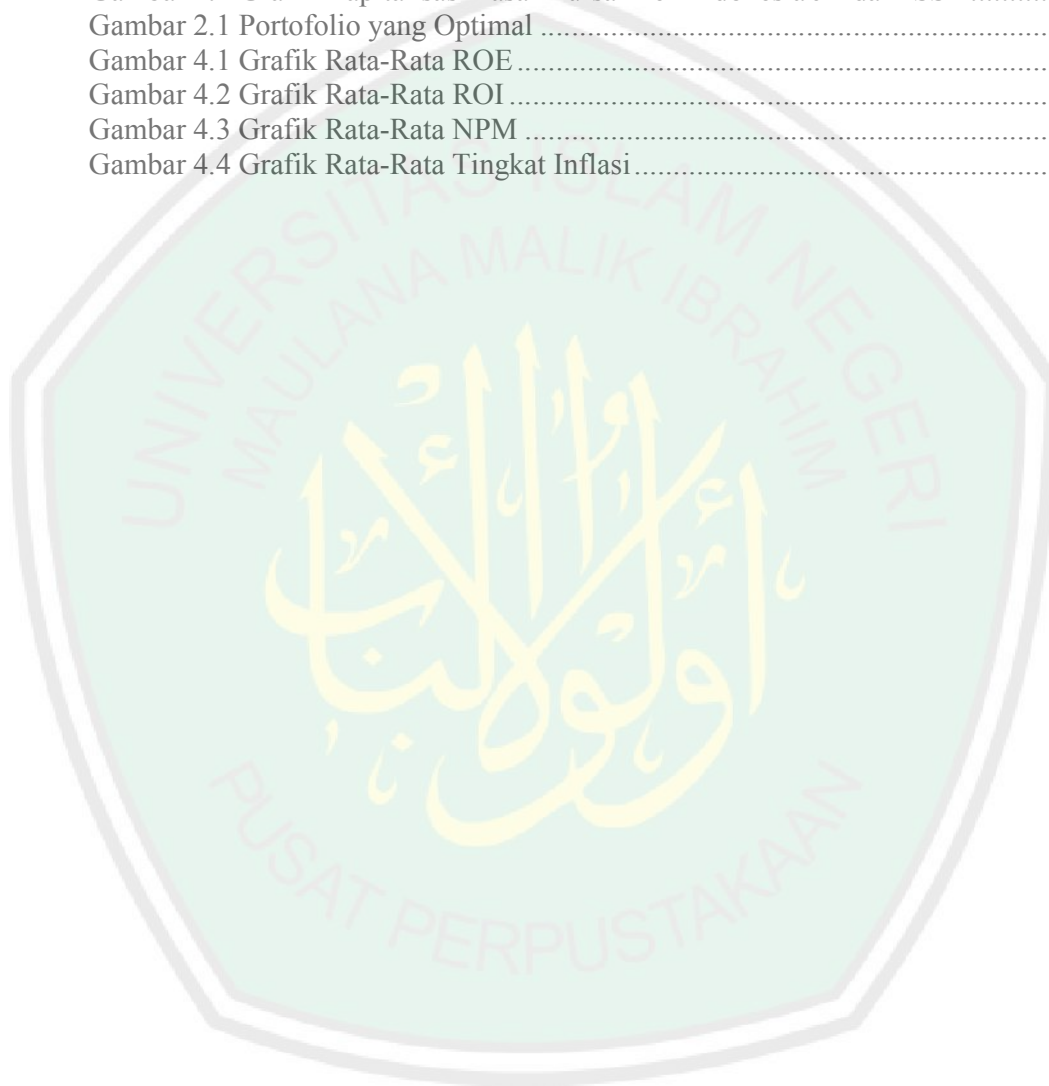 Gambar 2.1 Portofolio yang Optimal ................................................................
Gambar 4.1 Grafik Rata-Rata ROE ................................................................
Gambar 4.2 Grafik Rata-Rata ROI ................................................................
Gambar 4.3 Grafik Rata-Rata NPM ................................................................
Gambar 4.4 Grafik Rata-Rata Tingkat Inflasi ................................................
UNIVERSITAS ISLAM NEGERI
MAULANA MALIK IBRAHIM
أولوا الألباب
PUSAT PERPUSTAKAAN